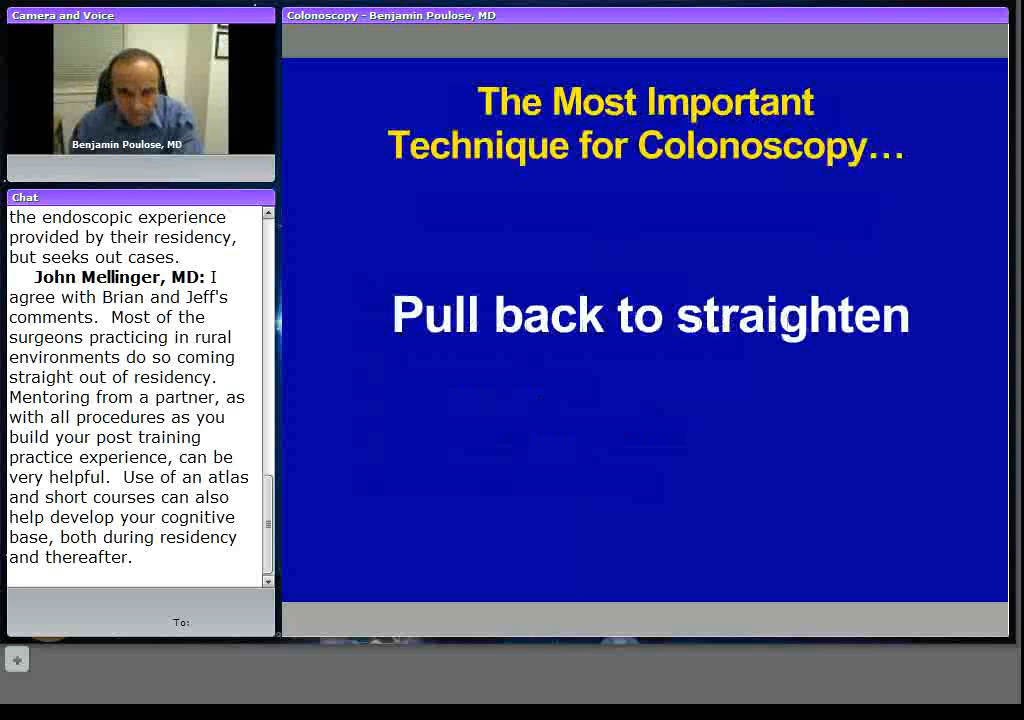 Camera and Voice
Benjamin Poulose, MD
Chat
the endoscopic experience
provided by their residency,
but seeks out cases.
John Mellinger, MD: I
agree with Brian and Jeff's
comments.  Most of the
surgeons practicing in rural
environments do so coming
straight out of residency.
Mentoring from a partner, as
with all procedures as you
build your post training
practice experience, can be
very helpful.  Use of an atlas
and short courses can also
help develop your cognitive
base, both during residency
and thereafter.
To:
Colonoscopy - Benjamin Poulose, MD
The Most Important
Technique for Colonoscopy...
Pull back to straighten